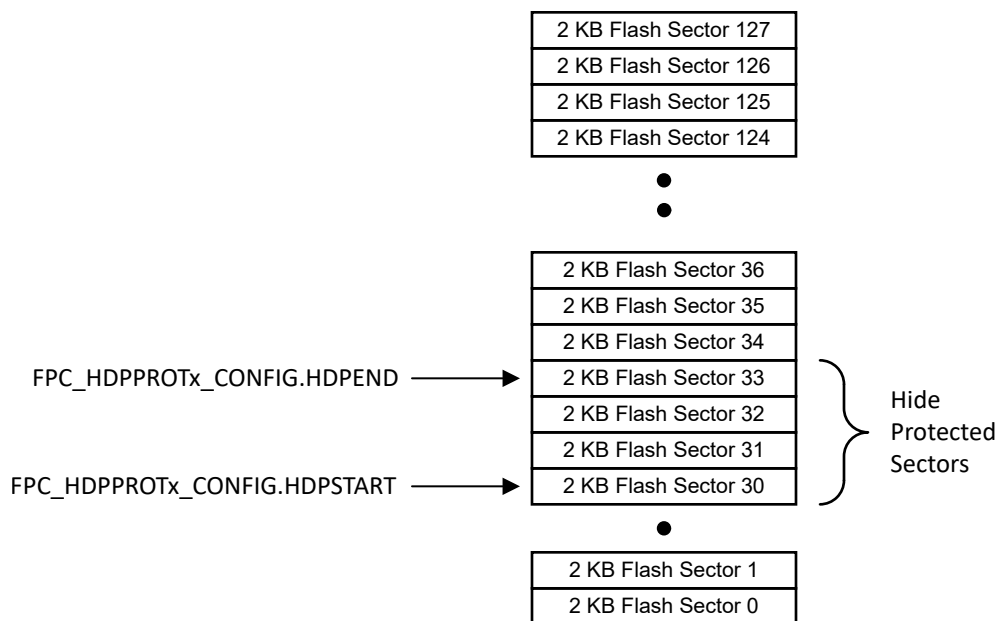 2 KB Flash Sector 127
2 KB Flash Sector 126
2 KB Flash Sector 125
2 KB Flash Sector 124
2 KB Flash Sector 36
2 KB Flash Sector 35
2 KB Flash Sector 34
FPC_HDPPROTx_CONFIG.HDPEND
2 KB Flash Sector 33
2 KB Flash Sector 32
2 KB Flash Sector 31
FPC_HDPPROTx_CONFIG.HDPSTART
2 KB Flash Sector 30
Hide
Protected
Sectors
2 KB Flash Sector 1
2 KB Flash Sector 0